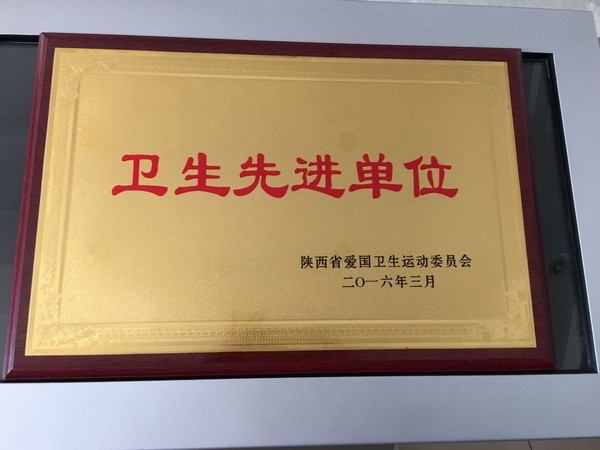 卫生先进单位
陕西省爱国卫生运动委员会
二〇一六年三月